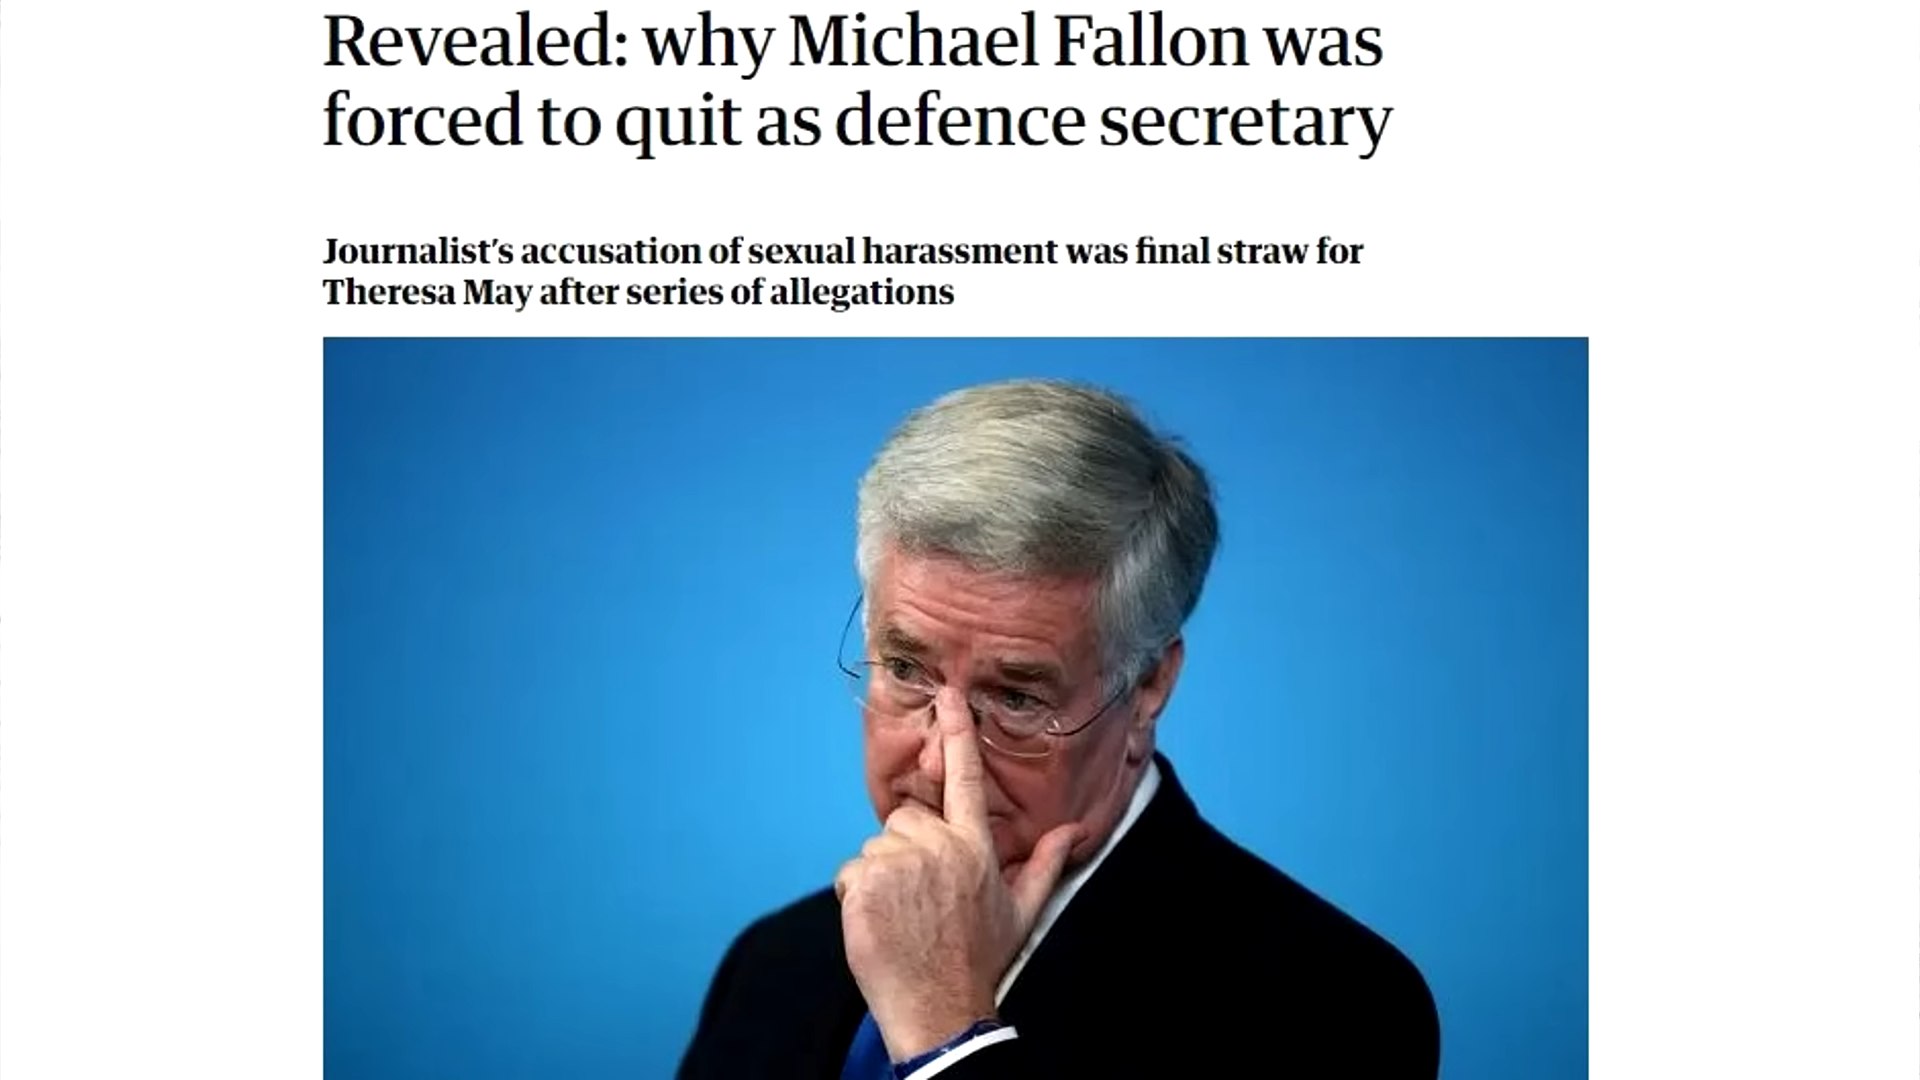 Revealed: why Michael Fallon was
forced to quit as defence secretary
Journalist’s accusation of sexual harassment was final straw for
Theresa May after series of allegations